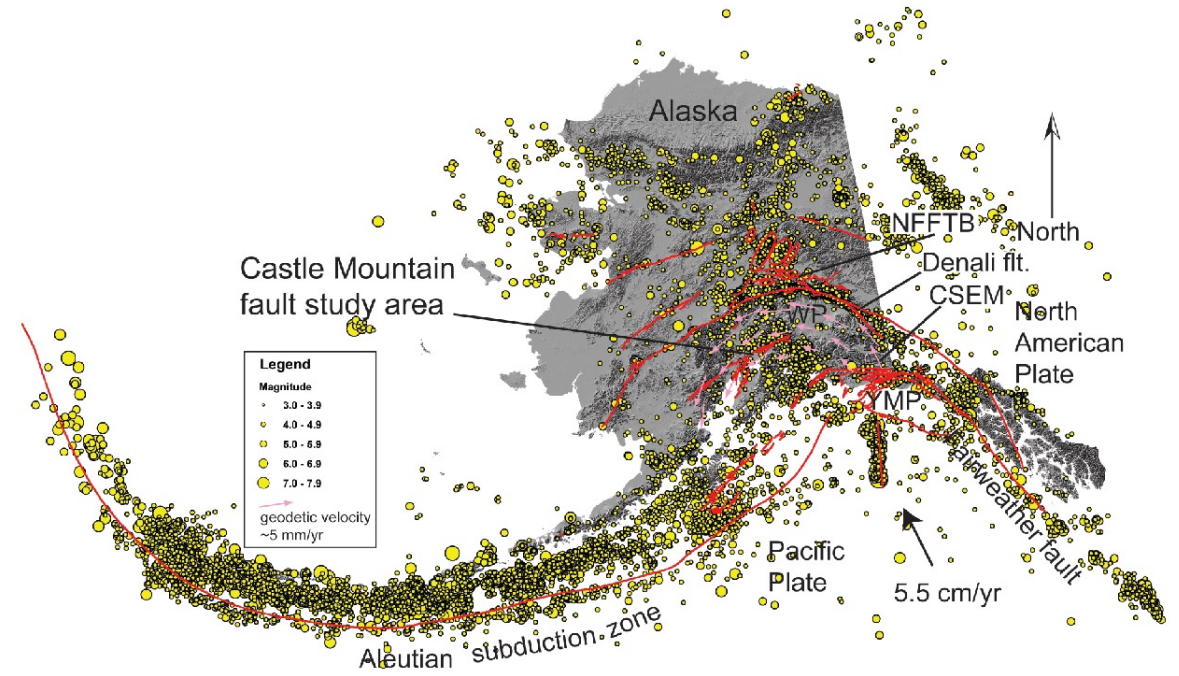 Alaska
NFFTB
North
Denali flt.
Castle Mountain
fault study area
CSEM
WP
North
American
Plate
Legend
Magnitude
3.0 - 3.9
4.0 - 4.9
5.0 - 5.9
6.0 - 6.9
7.0 - 7.9
geodetic velocity
~5 mm/yr
YMP
Fairweather fault
Pacific
Plate
5.5 cm/yr
Aleutian subduction zone